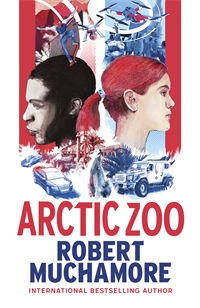 ARCTIC ZOO
ROBERT
MUCHAMORE
INTERNATIONAL BESTSELLING AUTHOR